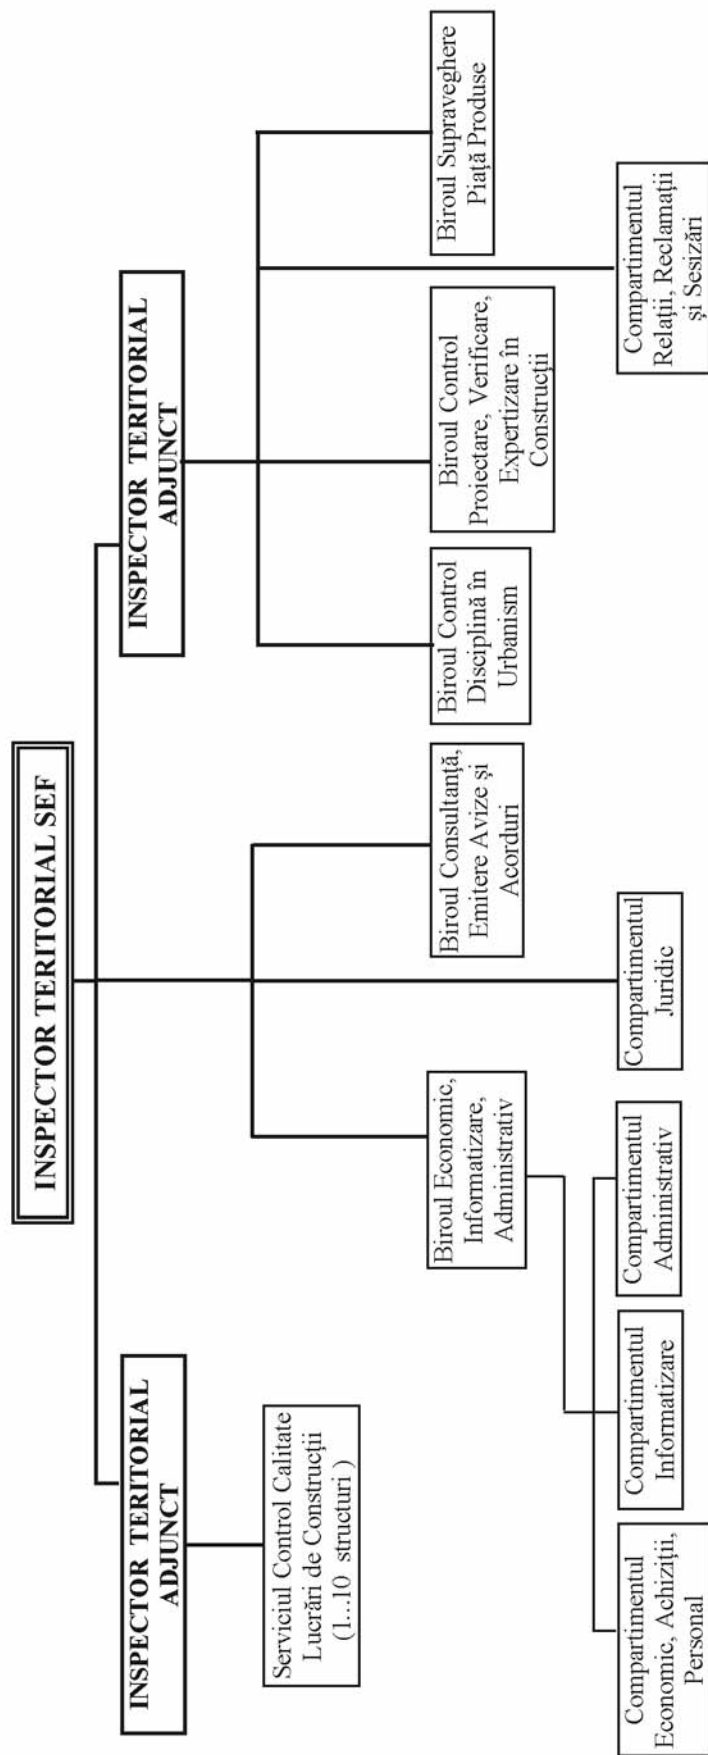 INSPECTOR TERITORIAL SEF
INSPECTOR TERITORIAL
ADJUNCT
INSPECTOR TERITORIAL
ADJUNCT
Serviciul Control Calitate
Lucrări de Construcții
(1...10 structuri )
Biroul Economic,
Informatizare,
Administrativ
Biroul Consultanță,
Emitere Avize și
Acorduri
Biroul Control
Disciplină în
Urbanism
Biroul Control
Proiectare, Verificare,
Expertizare în
Construcții
Biroul Supraveghere
Piață Produse
Compartimentul
Economic, Achiziții,
Personal
Compartimentul
Informatizare
Compartimentul
Administrativ
Compartimentul
Juridic
Compartimentul
Relații, Reclamații
și Sesizări